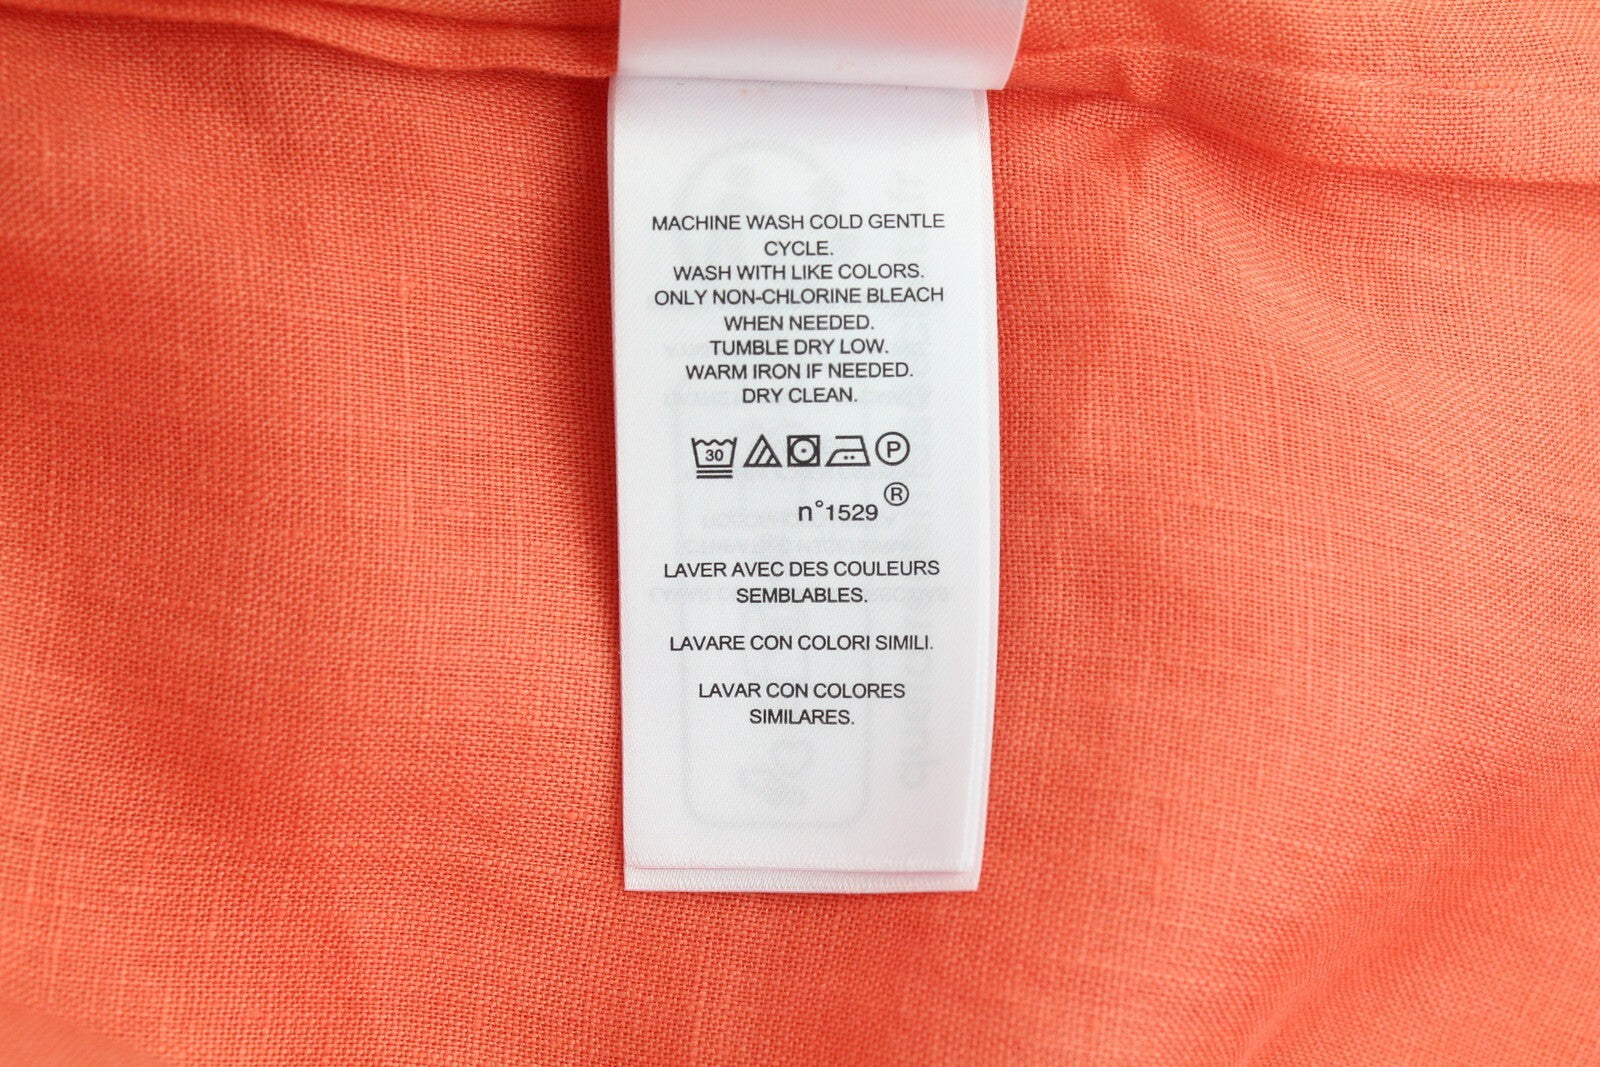 MACHINE WASH COLD GENTLE
CYCLE.
WASH WITH LIKE COLORS.
ONLY NON-CHLORINE BLEACH
WHEN NEEDED.
TUMBLE DRY LOW.
WARM IRON IF NEEDED.
DRY CLEAN.
30 P
n°1529 ®
LAVER AVEC DES COULEURS
SEMBLABLES.
LAVARE CON COLORI SIMILI.
LAVAR CON COLORES
SIMILARES.